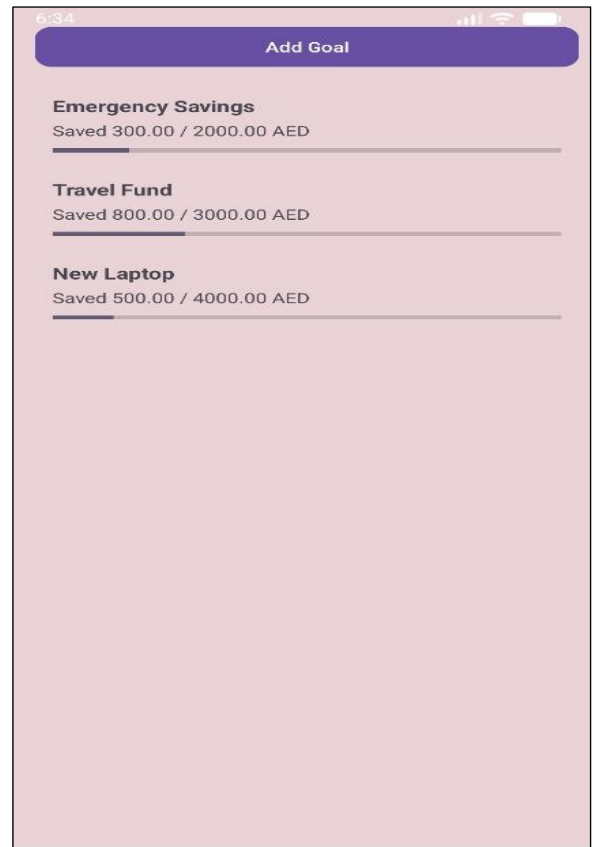 6:34
Add Goal
Emergency Savings
Saved 300.00 / 2000.00 AED
Travel Fund
Saved 800.00 / 3000.00 AED
New Laptop
Saved 500.00 / 4000.00 AED